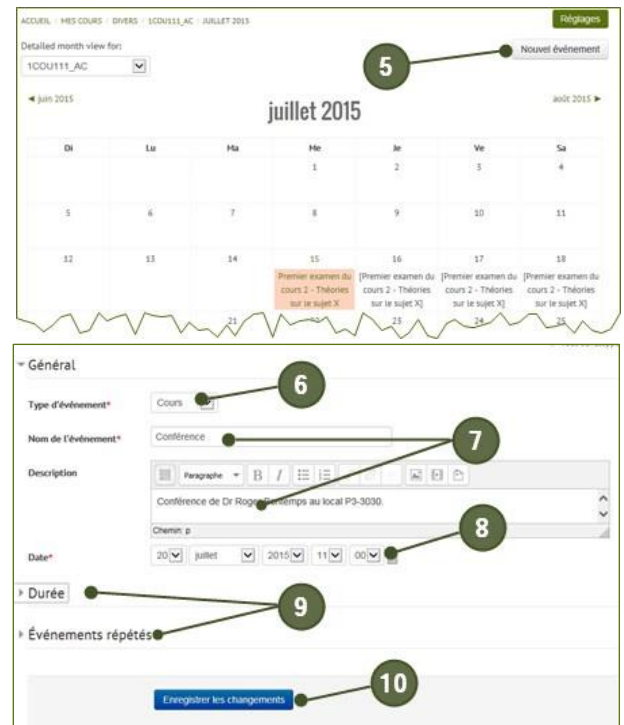 ACCUEIL / MES COURS / DIVERS / 1COU111_AC / JUILLET 2015
Réglages
Detailed month view for:
5
Nouvel événement
1COU111_AC
◄ juin 2015
juillet 2015
août 2015 ►
Di Lu Ma Me Je Ve Sa
1 2 3 4
5 6 7 8 9 10 11
12 13 14 15 16 17 18
Premier examen du [Premier examen du [Premier examen du [Premier examen du
cours 2 - Théories cours 2 - Théories cours 2 - Théories cours 2 - Théories
sur le sujet X sur le sujet X] sur le sujet X] sur le sujet X]
21 22 23 24 25
Général
6
Type d'événement* Cours
7
Nom de l'événement* Conférence
Description Paragraphe B I
Conférence de Dr Roger au local P3-3030.
Chemin: p
8
Date* 20 juillet 2015 11 00
Durée
9
Événements répétés
10
Enregistrer les changements